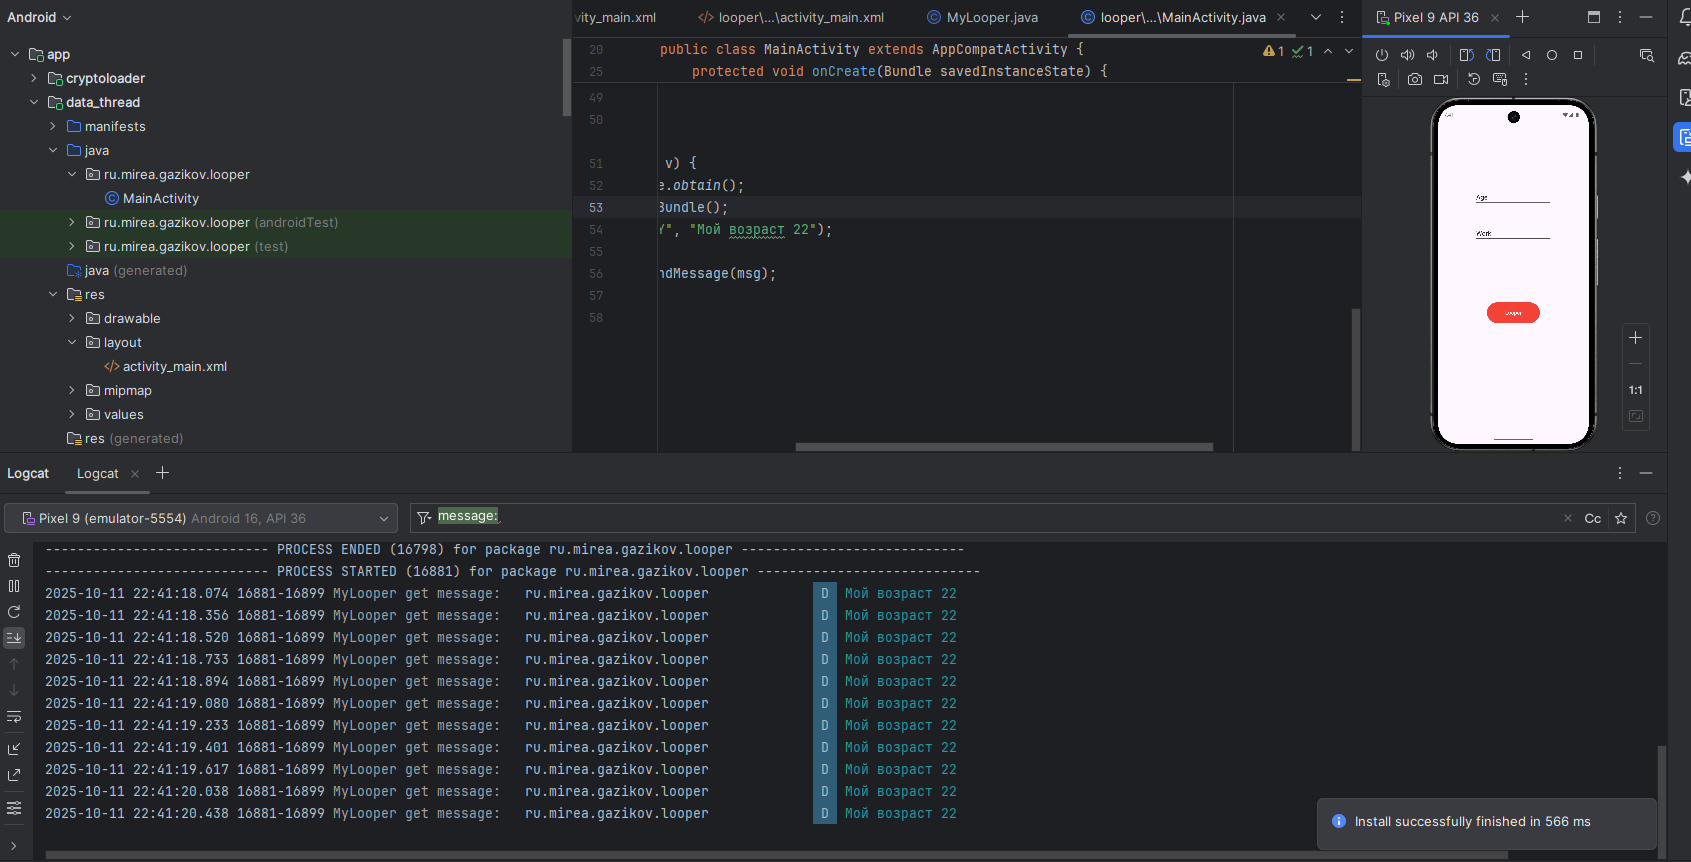 Android
app
cryptoloader
data_thread
manifests
java
ru.mirea.gazikov.looper
MainActivity
ru.mirea.gazikov.looper (androidTest)
ru.mirea.gazikov.looper (test)
java (generated)
res
drawable
layout
activity_main.xml
mipmap
values
res (generated)
vity_main.xml
looper\...\activity_main.xml
MyLooper.java
looper\...\MainActivity.java
20 public class MainActivity extends AppCompatActivity {
1 1
25 protected void onCreate(Bundle savedInstanceState) {
49
50
51 v) {
52 e.obtain();
53 Bundle();
54 Y", "Мой возраст 22");
55
56 ndMessage(msg);
57
58
Pixel 9 API 36
Age
Work
Looper
1:1
Logcat
Logcat
Pixel 9 (emulator-5554) Android 16, API 36
message:
Cc
---------------------------- PROCESS ENDED (16798) for package ru.mirea.gazikov.looper ----------------------------
---------------------------- PROCESS STARTED (16881) for package ru.mirea.gazikov.looper ----------------------------
2025-10-11 22:41:18.074 16881-16899 MyLooper get message: ru.mirea.gazikov.looper D Мой возраст 22
2025-10-11 22:41:18.356 16881-16899 MyLooper get message: ru.mirea.gazikov.looper D Мой возраст 22
2025-10-11 22:41:18.520 16881-16899 MyLooper get message: ru.mirea.gazikov.looper D Мой возраст 22
2025-10-11 22:41:18.733 16881-16899 MyLooper get message: ru.mirea.gazikov.looper D Мой возраст 22
2025-10-11 22:41:18.894 16881-16899 MyLooper get message: ru.mirea.gazikov.looper D Мой возраст 22
2025-10-11 22:41:19.080 16881-16899 MyLooper get message: ru.mirea.gazikov.looper D Мой возраст 22
2025-10-11 22:41:19.233 16881-16899 MyLooper get message: ru.mirea.gazikov.looper D Мой возраст 22
2025-10-11 22:41:19.401 16881-16899 MyLooper get message: ru.mirea.gazikov.looper D Мой возраст 22
2025-10-11 22:41:19.617 16881-16899 MyLooper get message: ru.mirea.gazikov.looper D Мой возраст 22
2025-10-11 22:41:20.038 16881-16899 MyLooper get message: ru.mirea.gazikov.looper D Мой возраст 22
2025-10-11 22:41:20.438 16881-16899 MyLooper get message: ru.mirea.gazikov.looper D Мой возраст 22
Install successfully finished in 566 ms